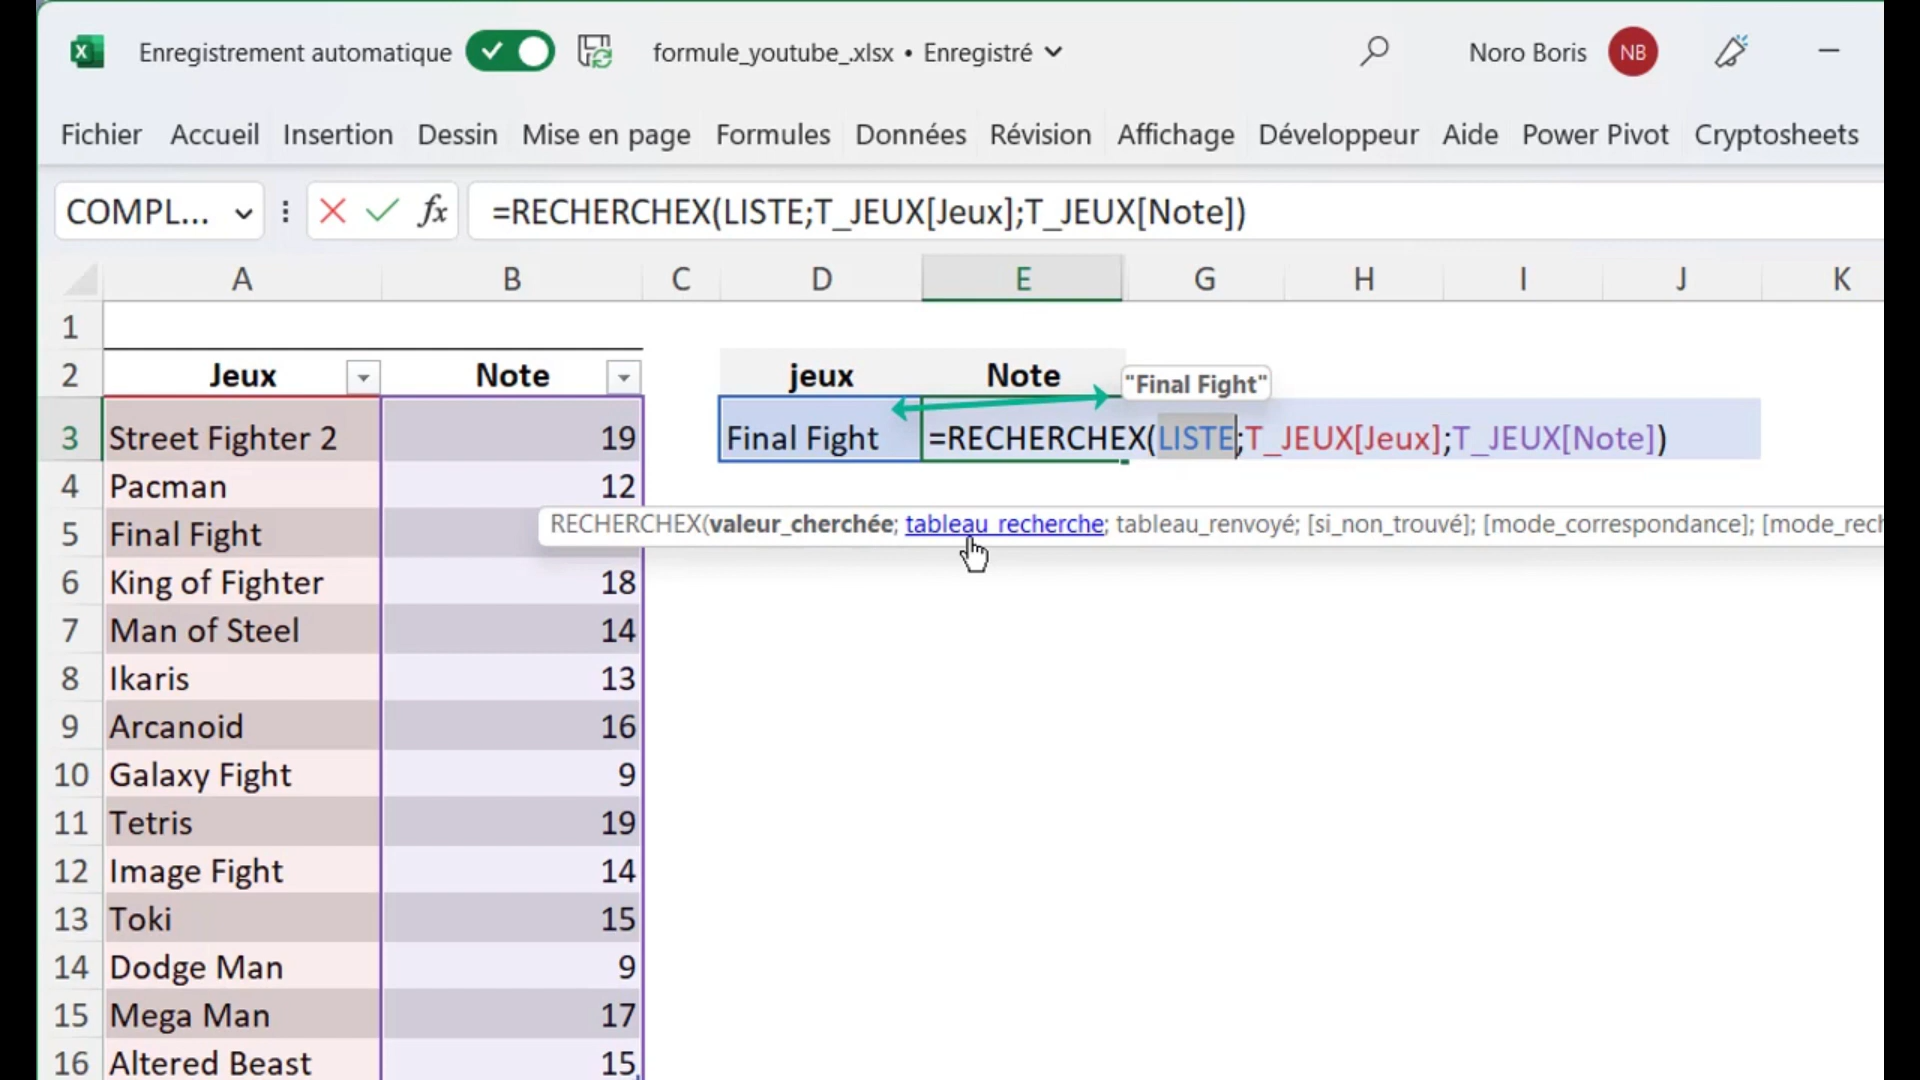 Enregistrement automatique formule_youtube_.xlsx • Enregistré Noro Boris NB
Fichier Accueil Insertion Dessin Mise en page Formules Données Révision Affichage Développeur Aide Power Pivot Cryptosheets
COMPL... fx =RECHERCHEX(LISTE;T_JEUX[Jeux];T_JEUX[Note])
A B C D E G H I J K
1
2 Jeux Note jeux Note "Final Fight"
3 Street Fighter 2 19 Final Fight =RECHERCHEX(LISTE;T_JEUX[Jeux];T_JEUX[Note])
4 Pacman 12
5 Final Fight RECHERCHEX(valeur_cherchée; tableau_recherche; tableau_renvoyé; [si_non_trouvé]; [mode_correspondance]; [mode_rech
6 King of Fighter 18
7 Man of Steel 14
8 Ikaris 13
9 Arcanoid 16
10 Galaxy Fight 9
11 Tetris 19
12 Image Fight 14
13 Toki 15
14 Dodge Man 9
15 Mega Man 17
16 Altered Beast 15